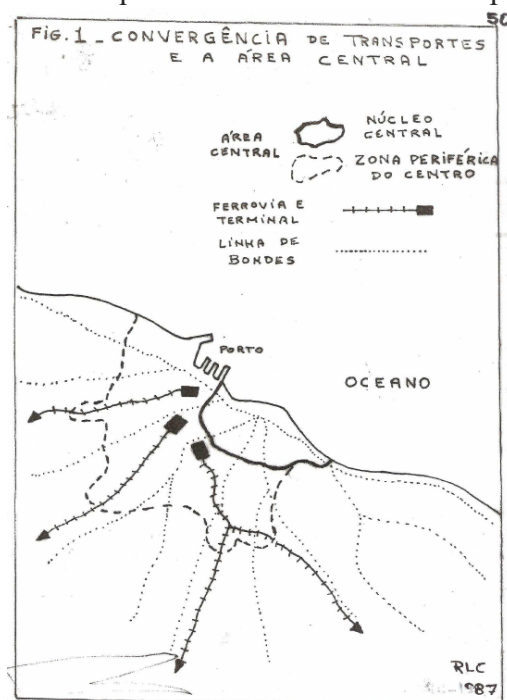 50
FIG. 1 - CONVERGÊNCIA DE TRANSPORTES
E A ÁREA CENTRAL
ÁREA
CENTRAL
NÚCLEO
CENTRAL
ZONA PERIFÉRICA
DO CENTRO
FERROVIA E
TERMINAL
LINHA DE
BONDES
PORTO
OCEANO
RLC
1987